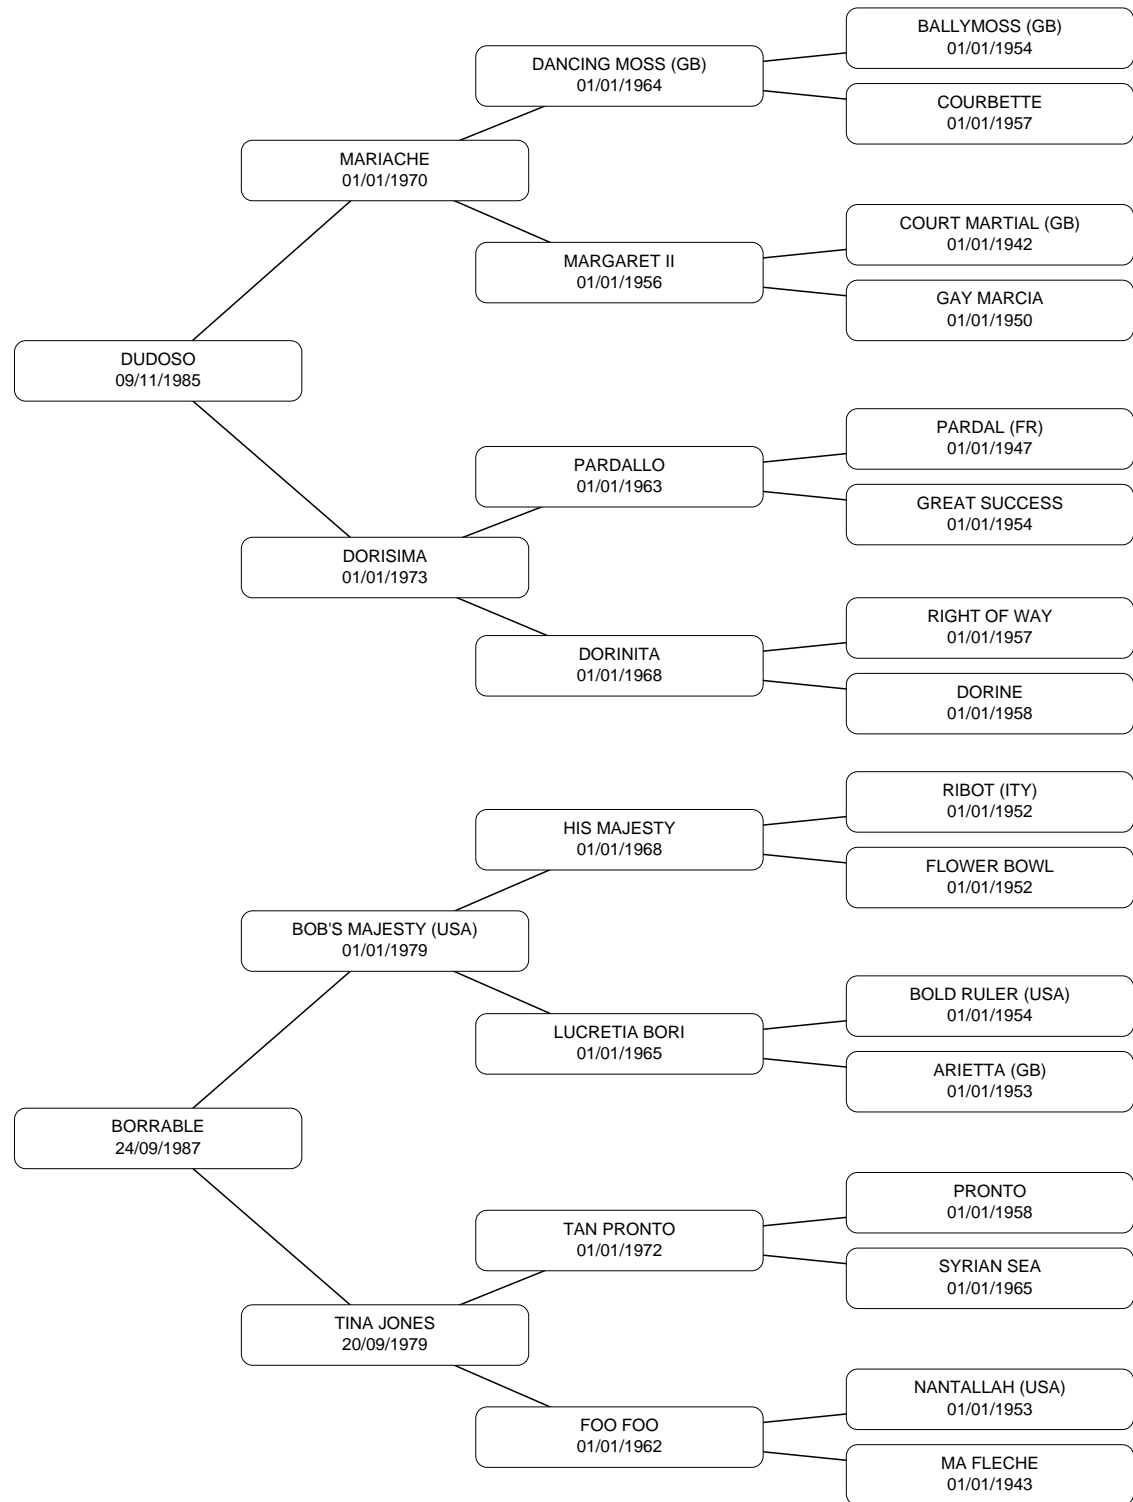 BALLYMOSS (GB)
01/01/1954
DANCING MOSS (GB)
01/01/1964
COURBETTE
01/01/1957
MARIACHE
01/01/1970
COURT MARTIAL (GB)
01/01/1942
MARGARET II
01/01/1956
GAY MARCIA
01/01/1950
DUDOSO
09/11/1985
PARDAL (FR)
01/01/1947
PARDALLO
01/01/1963
GREAT SUCCESS
01/01/1954
DORISIMA
01/01/1973
RIGHT OF WAY
01/01/1957
DORINITA
01/01/1968
DORINE
01/01/1958
RIBOT (ITY)
01/01/1952
HIS MAJESTY
01/01/1968
FLOWER BOWL
01/01/1952
BOB'S MAJESTY (USA)
01/01/1979
BOLD RULER (USA)
01/01/1954
LUCRETIA BORI
01/01/1965
ARIETTA (GB)
01/01/1953
BORRABLE
24/09/1987
PRONTO
01/01/1958
TAN PRONTO
01/01/1972
SYRIAN SEA
01/01/1965
TINA JONES
20/09/1979
NANTALLAH (USA)
01/01/1953
FOO FOO
01/01/1962
MA FLECHE
01/01/1943